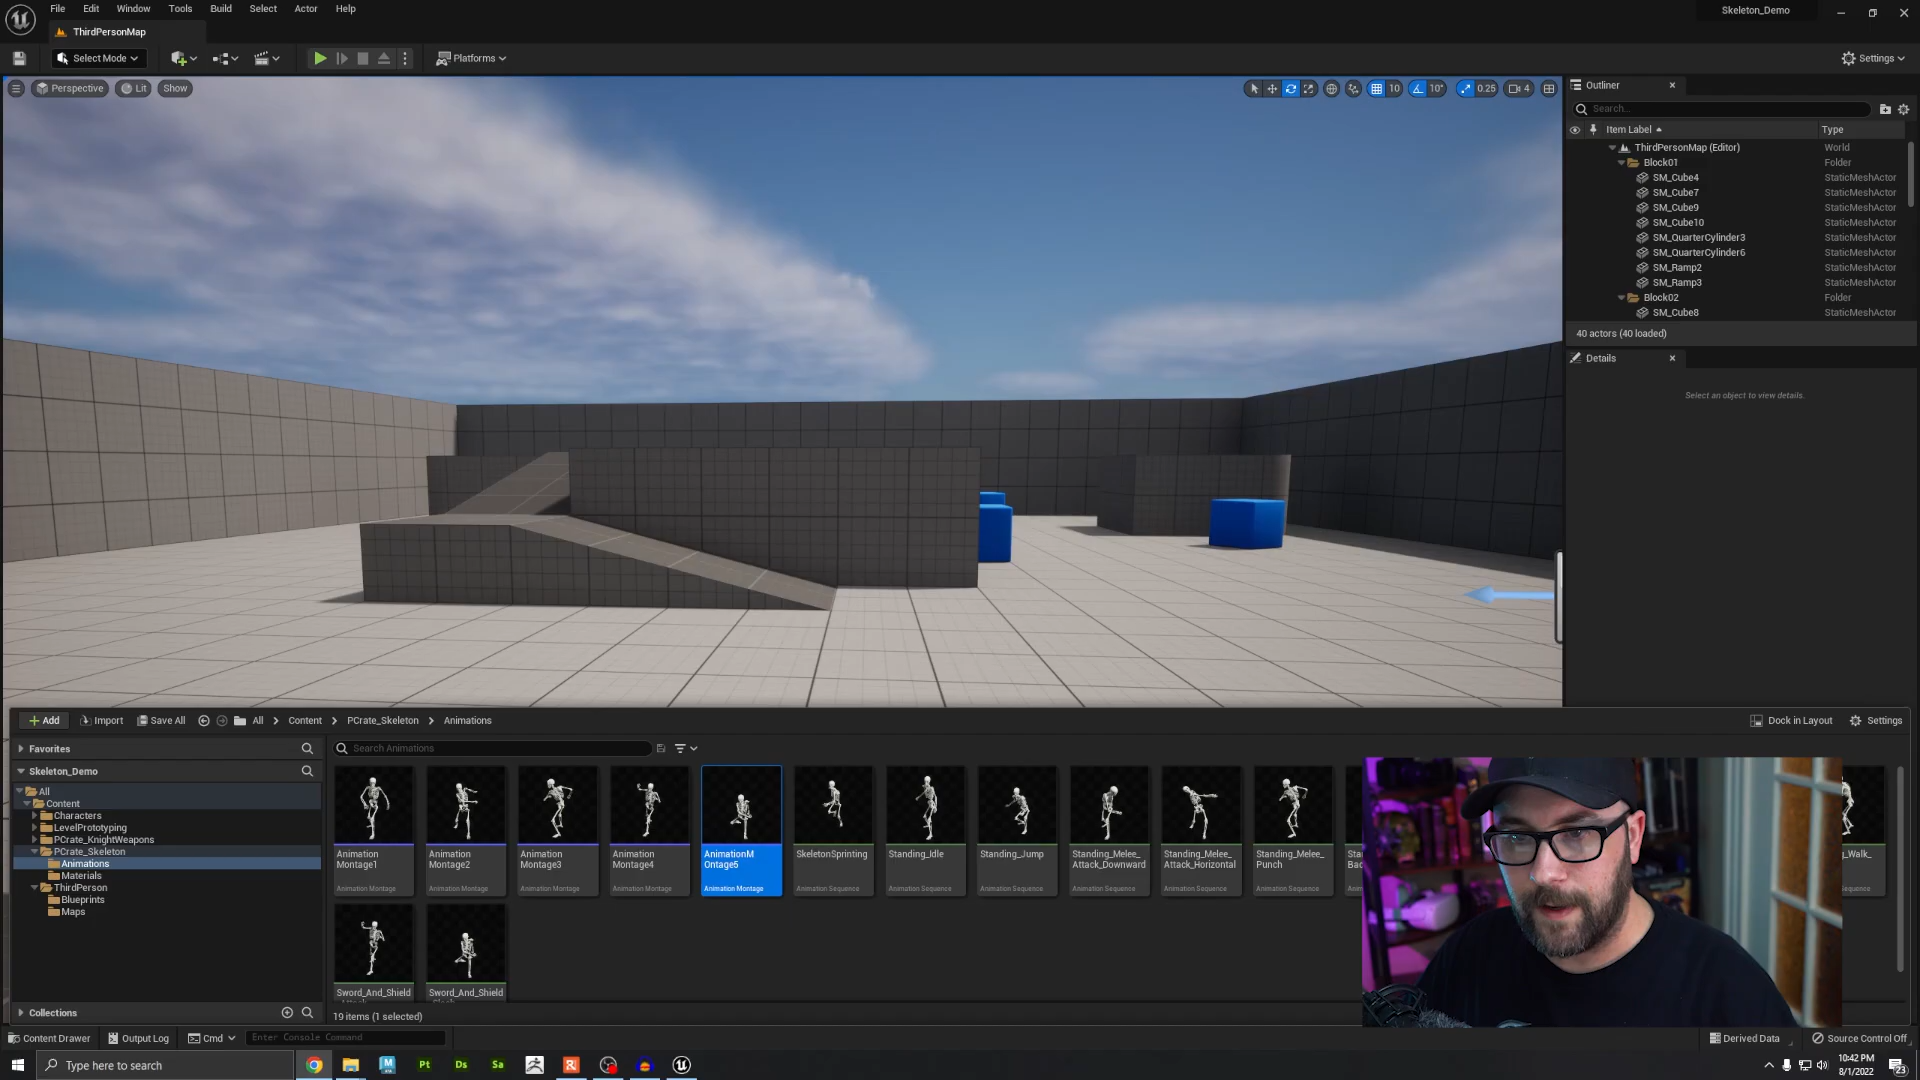 File Edit Window Tools Build Select Actor Help
Skeleton_Demo
ThirdPersonMap
Select Mode
Platforms
Settings
Perspective Lit Show
10 10° 0.25 4
Outliner
Search...
Item Label Type
ThirdPersonMap (Editor) World
Block01 Folder
SM_Cube4 StaticMeshActor
SM_Cube7 StaticMeshActor
SM_Cube9 StaticMeshActor
SM_Cube10 StaticMeshActor
SM_QuarterCylinder3 StaticMeshActor
SM_QuarterCylinder6 StaticMeshActor
SM_Ramp2 StaticMeshActor
SM_Ramp3 StaticMeshActor
Block02 Folder
SM_Cube8 StaticMeshActor
40 actors (40 loaded)
Details
Select an object to view details.
Add Import Save All All Content PCrate_Skeleton Animations
Dock in Layout Settings
Favorites
Search Animations
Skeleton_Demo
All
Content
Characters
LevelPrototyping
PCrate_KnightWeapons
PCrate_Skeleton
Animations
Materials
ThirdPerson
Blueprints
Maps
Collections
Animation Montage1
Animation Montage
Animation Montage2
Animation Montage
Animation Montage3
Animation Montage
Animation Montage4
Animation Montage
AnimationM
Ontage5
Animation Montage
SkeletonSprinting
Animation Sequence
Standing_Idle
Animation Sequence
Standing_Jump
Animation Sequence
Standing_Melee_
Attack_Downward
Animation Sequence
Standing_Melee_
Attack_Horizontal
Animation Sequence
Standing_Melee_
Punch
Animation Sequence
Sword_And_Shield
Sword_And_Shield
19 items (1 selected)
Content Drawer Output Log Cmd Enter Console Command
Derived Data Source Control Off
Type here to search
Pt Ds Sa
10:42 PM
8/1/2022
23